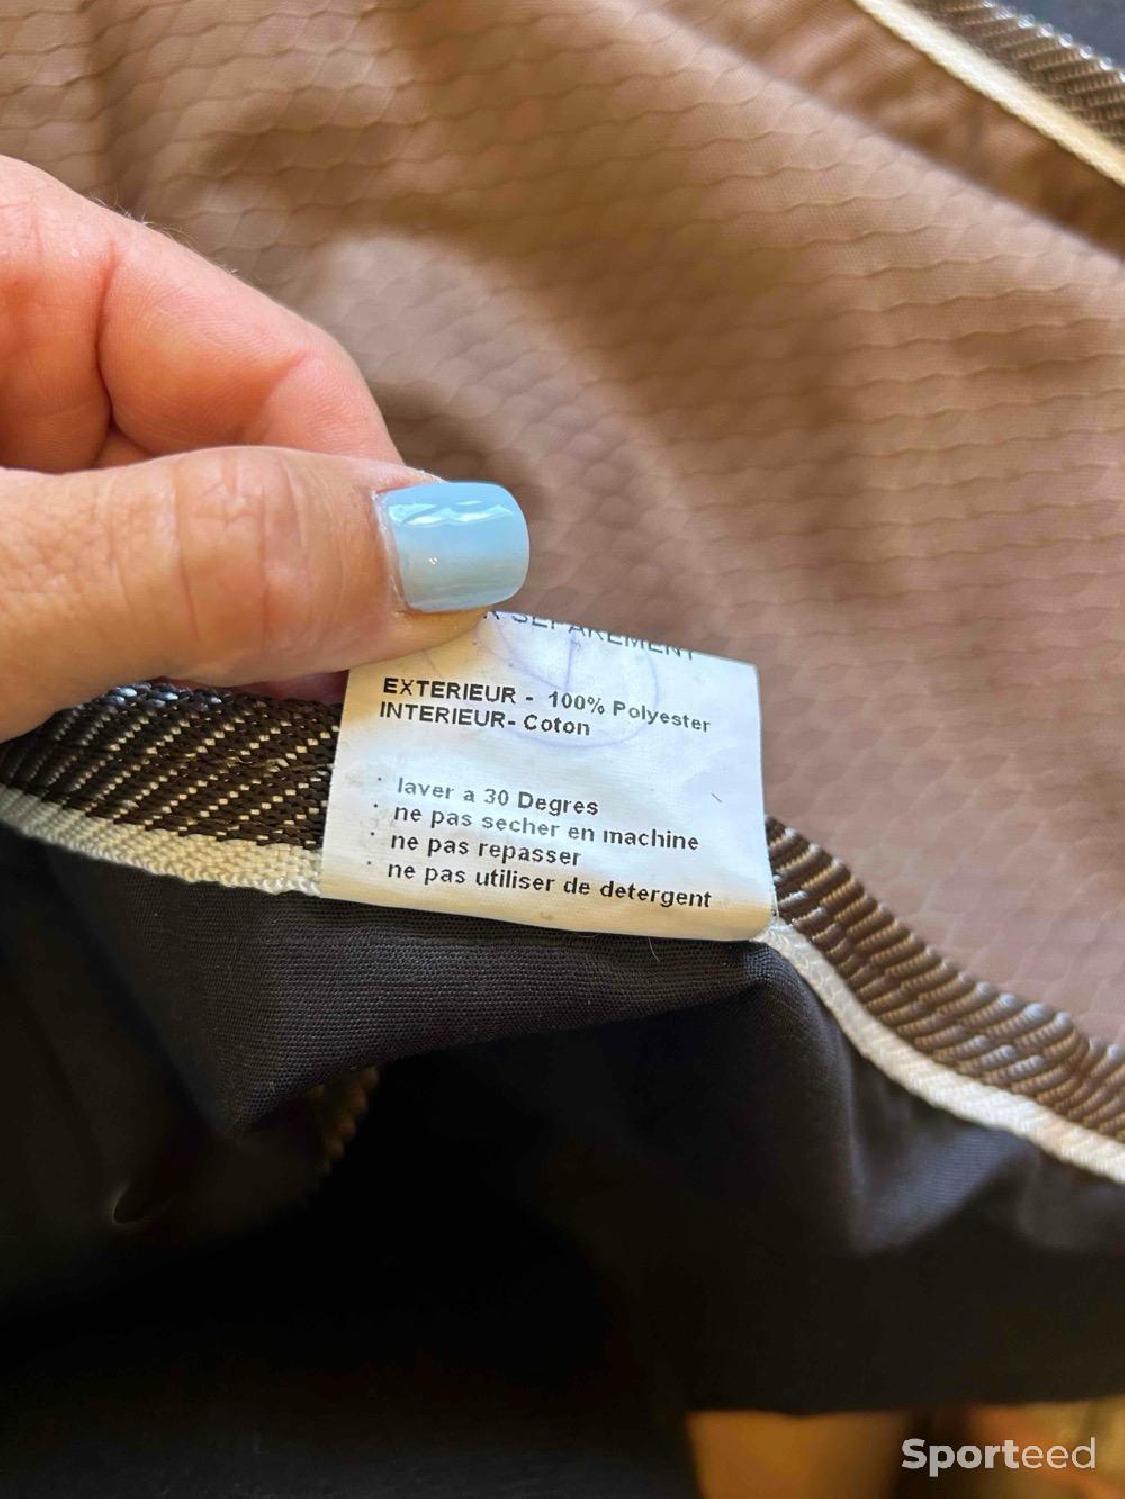 SEPAREMENT
EXTERIEUR - 100% Polyester
INTERIEUR- Coton
laver a 30 Degres
ne pas secher en machine
ne pas repasser
ne pas utiliser de detergent
Sporteed